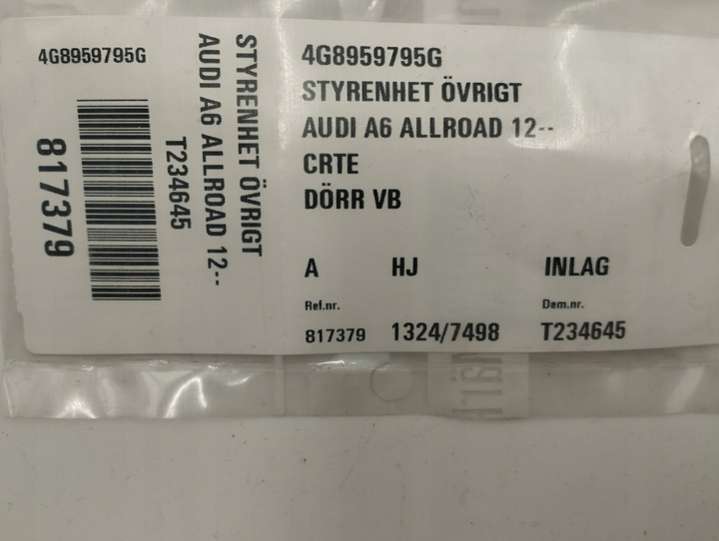 4G8959795G
817379
T234645
AUDI A6 ALLROAD 12--
STYRENHET ÖVRIGT
4G8959795G
STYRENHET ÖVRIGT
AUDI A6 ALLROAD 12--
CRTE
DÖRR VB
A HJ INLAG
Ref.nr. Dem.nr.
817379 1324/7498 T234645